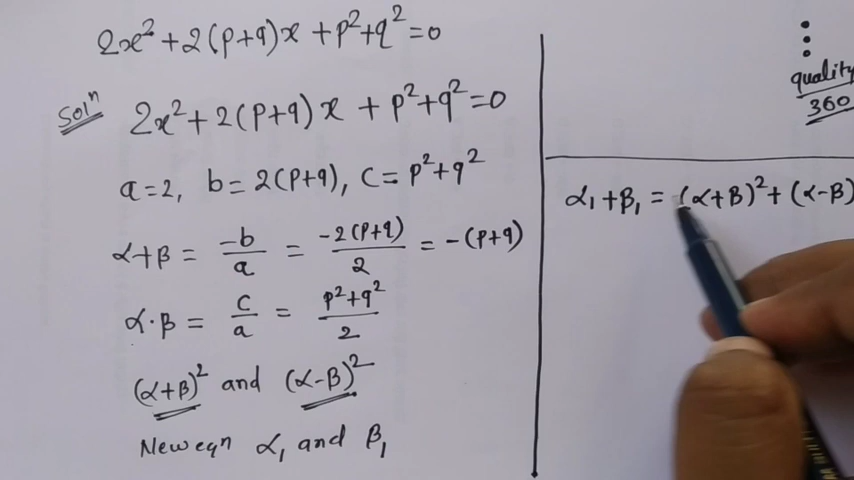 2x² + 2(p+q)x + p²+q² = 0
Solⁿ 2x² + 2(p+q)x + p²+q² = 0
a=2, b=2(p+q), c=p²+q²
α+β = -b/a = -2(p+q)/2 = -(p+q)
α·β = c/a = p²+q²/2
(α+β)² and (α-β)²
New eqn α₁ and β₁
quality
360
α₁+β₁ = (α+β)² + (α-β)